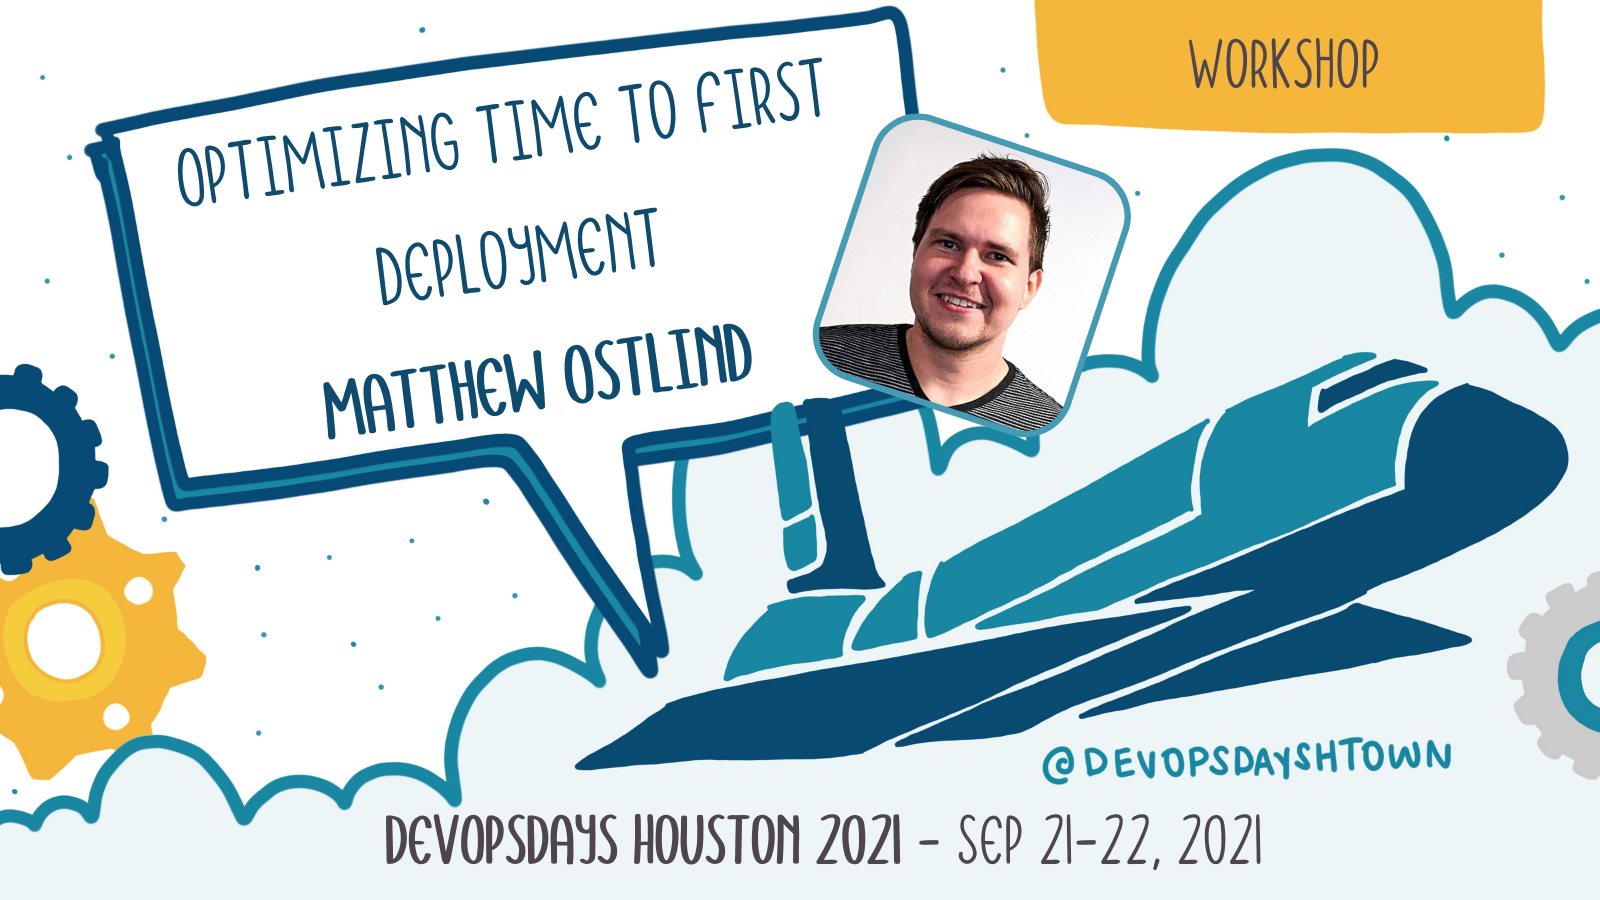 WORKSHOP
OPTIMIZING TIME TO FIRST
DEPLOYMENT
MATTHEW OSTLIND
@DEVOPSDAYSHTOWN
DEVOPSDAYS HOUSTON 2021 - SEP 21-22, 2021